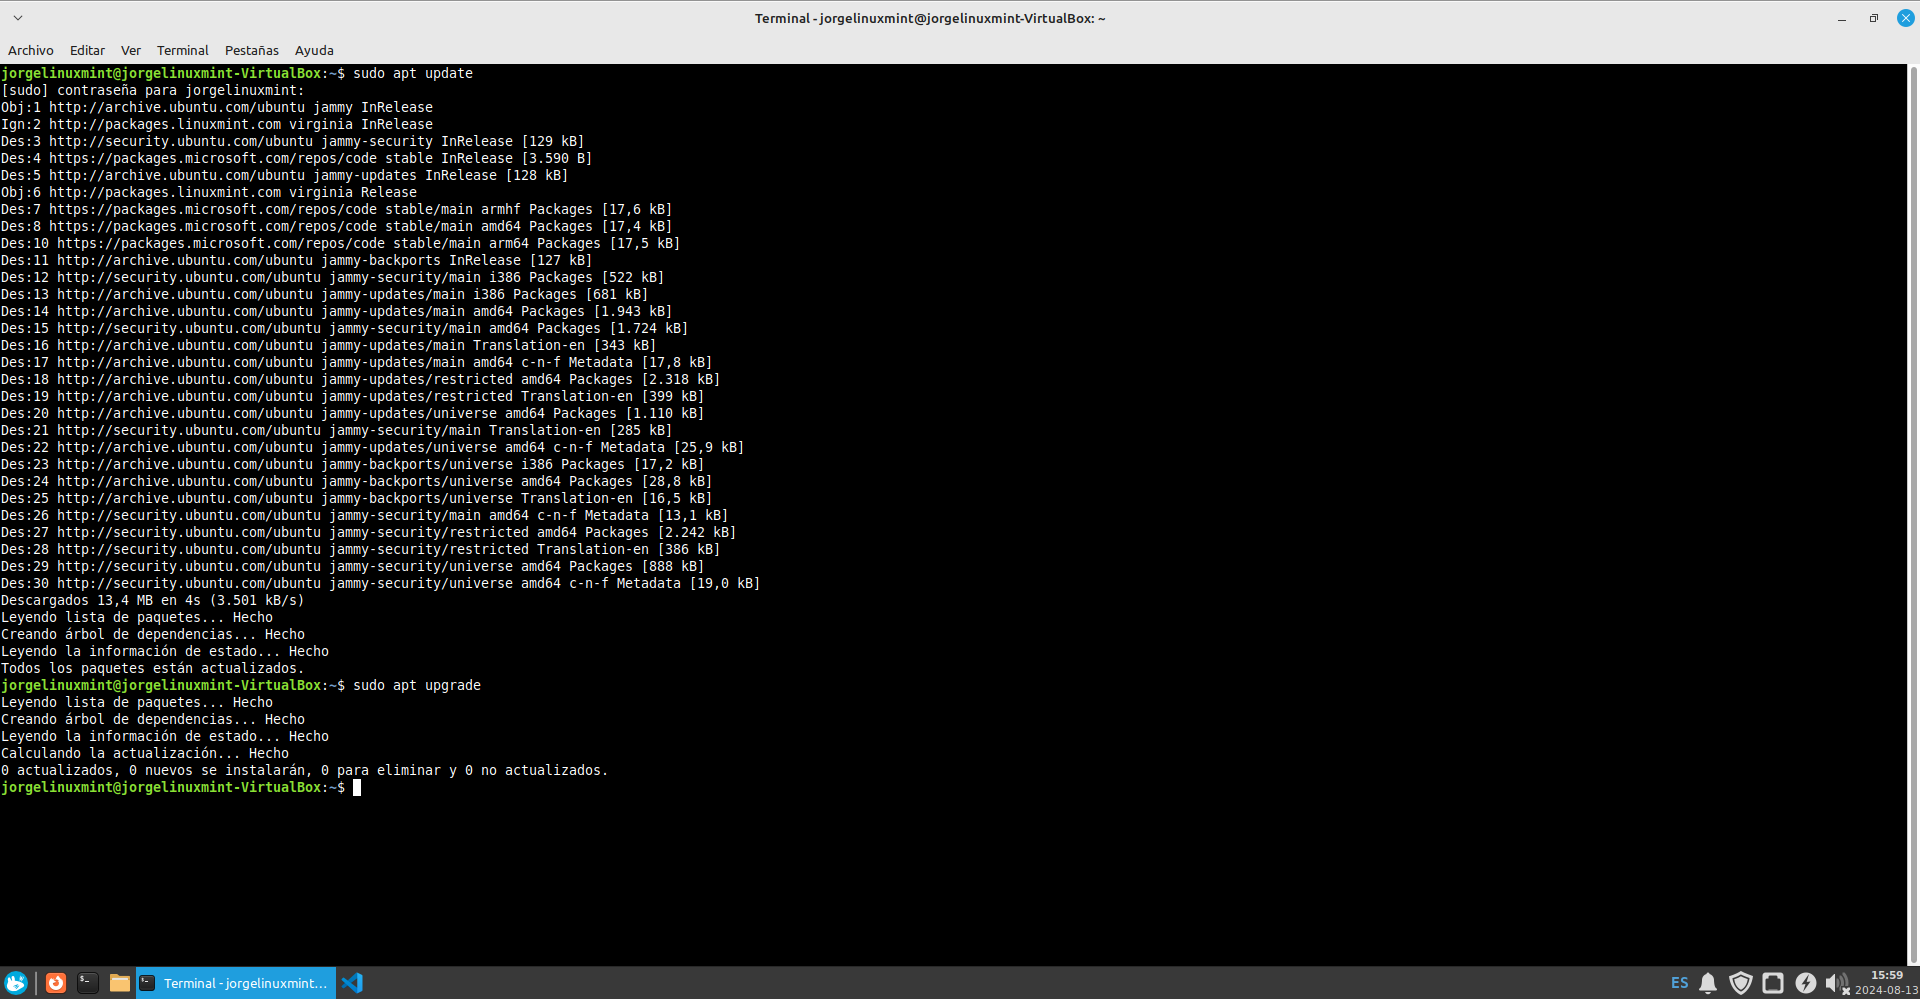 Terminal - jorgelinuxmint@jorgelinuxmint-VirtualBox: ~
Archivo Editar Ver Terminal Pestañas Ayuda
jorgelinuxmint@jorgelinuxmint-VirtualBox:~$ sudo apt update
[sudo] contraseña para jorgelinuxmint:
Obj:1 http://archive.ubuntu.com/ubuntu jammy InRelease
Ign:2 http://packages.linuxmint.com virginia InRelease
Des:3 http://security.ubuntu.com/ubuntu jammy-security InRelease [129 kB]
Des:4 https://packages.microsoft.com/repos/code stable InRelease [3.590 B]
Des:5 http://archive.ubuntu.com/ubuntu jammy-updates InRelease [128 kB]
Obj:6 http://packages.linuxmint.com virginia Release
Des:7 https://packages.microsoft.com/repos/code stable/main armhf Packages [17,6 kB]
Des:8 https://packages.microsoft.com/repos/code stable/main amd64 Packages [17,4 kB]
Des:10 https://packages.microsoft.com/repos/code stable/main arm64 Packages [17,5 kB]
Des:11 http://archive.ubuntu.com/ubuntu jammy-backports InRelease [127 kB]
Des:12 http://security.ubuntu.com/ubuntu jammy-security/main i386 Packages [522 kB]
Des:13 http://archive.ubuntu.com/ubuntu jammy-updates/main i386 Packages [681 kB]
Des:14 http://archive.ubuntu.com/ubuntu jammy-updates/main amd64 Packages [1.943 kB]
Des:15 http://security.ubuntu.com/ubuntu jammy-security/main amd64 Packages [1.724 kB]
Des:16 http://archive.ubuntu.com/ubuntu jammy-updates/main Translation-en [343 kB]
Des:17 http://archive.ubuntu.com/ubuntu jammy-updates/main amd64 c-n-f Metadata [17,8 kB]
Des:18 http://archive.ubuntu.com/ubuntu jammy-updates/restricted amd64 Packages [2.318 kB]
Des:19 http://archive.ubuntu.com/ubuntu jammy-updates/restricted Translation-en [399 kB]
Des:20 http://archive.ubuntu.com/ubuntu jammy-updates/universe amd64 Packages [1.110 kB]
Des:21 http://security.ubuntu.com/ubuntu jammy-security/main Translation-en [285 kB]
Des:22 http://archive.ubuntu.com/ubuntu jammy-updates/universe amd64 c-n-f Metadata [25,9 kB]
Des:23 http://archive.ubuntu.com/ubuntu jammy-backports/universe i386 Packages [17,2 kB]
Des:24 http://archive.ubuntu.com/ubuntu jammy-backports/universe amd64 Packages [28,8 kB]
Des:25 http://archive.ubuntu.com/ubuntu jammy-backports/universe Translation-en [16,5 kB]
Des:26 http://security.ubuntu.com/ubuntu jammy-security/main amd64 c-n-f Metadata [13,1 kB]
Des:27 http://security.ubuntu.com/ubuntu jammy-security/restricted amd64 Packages [2.242 kB]
Des:28 http://security.ubuntu.com/ubuntu jammy-security/restricted Translation-en [386 kB]
Des:29 http://security.ubuntu.com/ubuntu jammy-security/universe amd64 Packages [888 kB]
Des:30 http://security.ubuntu.com/ubuntu jammy-security/universe amd64 c-n-f Metadata [19,0 kB]
Descargados 13,4 MB en 4s (3.501 kB/s)
Leyendo lista de paquetes... Hecho
Creando árbol de dependencias... Hecho
Leyendo la información de estado... Hecho
Todos los paquetes están actualizados.
jorgelinuxmint@jorgelinuxmint-VirtualBox:~$ sudo apt upgrade
Leyendo lista de paquetes... Hecho
Creando árbol de dependencias... Hecho
Leyendo la información de estado... Hecho
Calculando la actualización... Hecho
0 actualizados, 0 nuevos se instalarán, 0 para eliminar y 0 no actualizados.
jorgelinuxmint@jorgelinuxmint-VirtualBox:~$
Terminal - jorgelinuxmint...
ES
15:59
2024-08-13